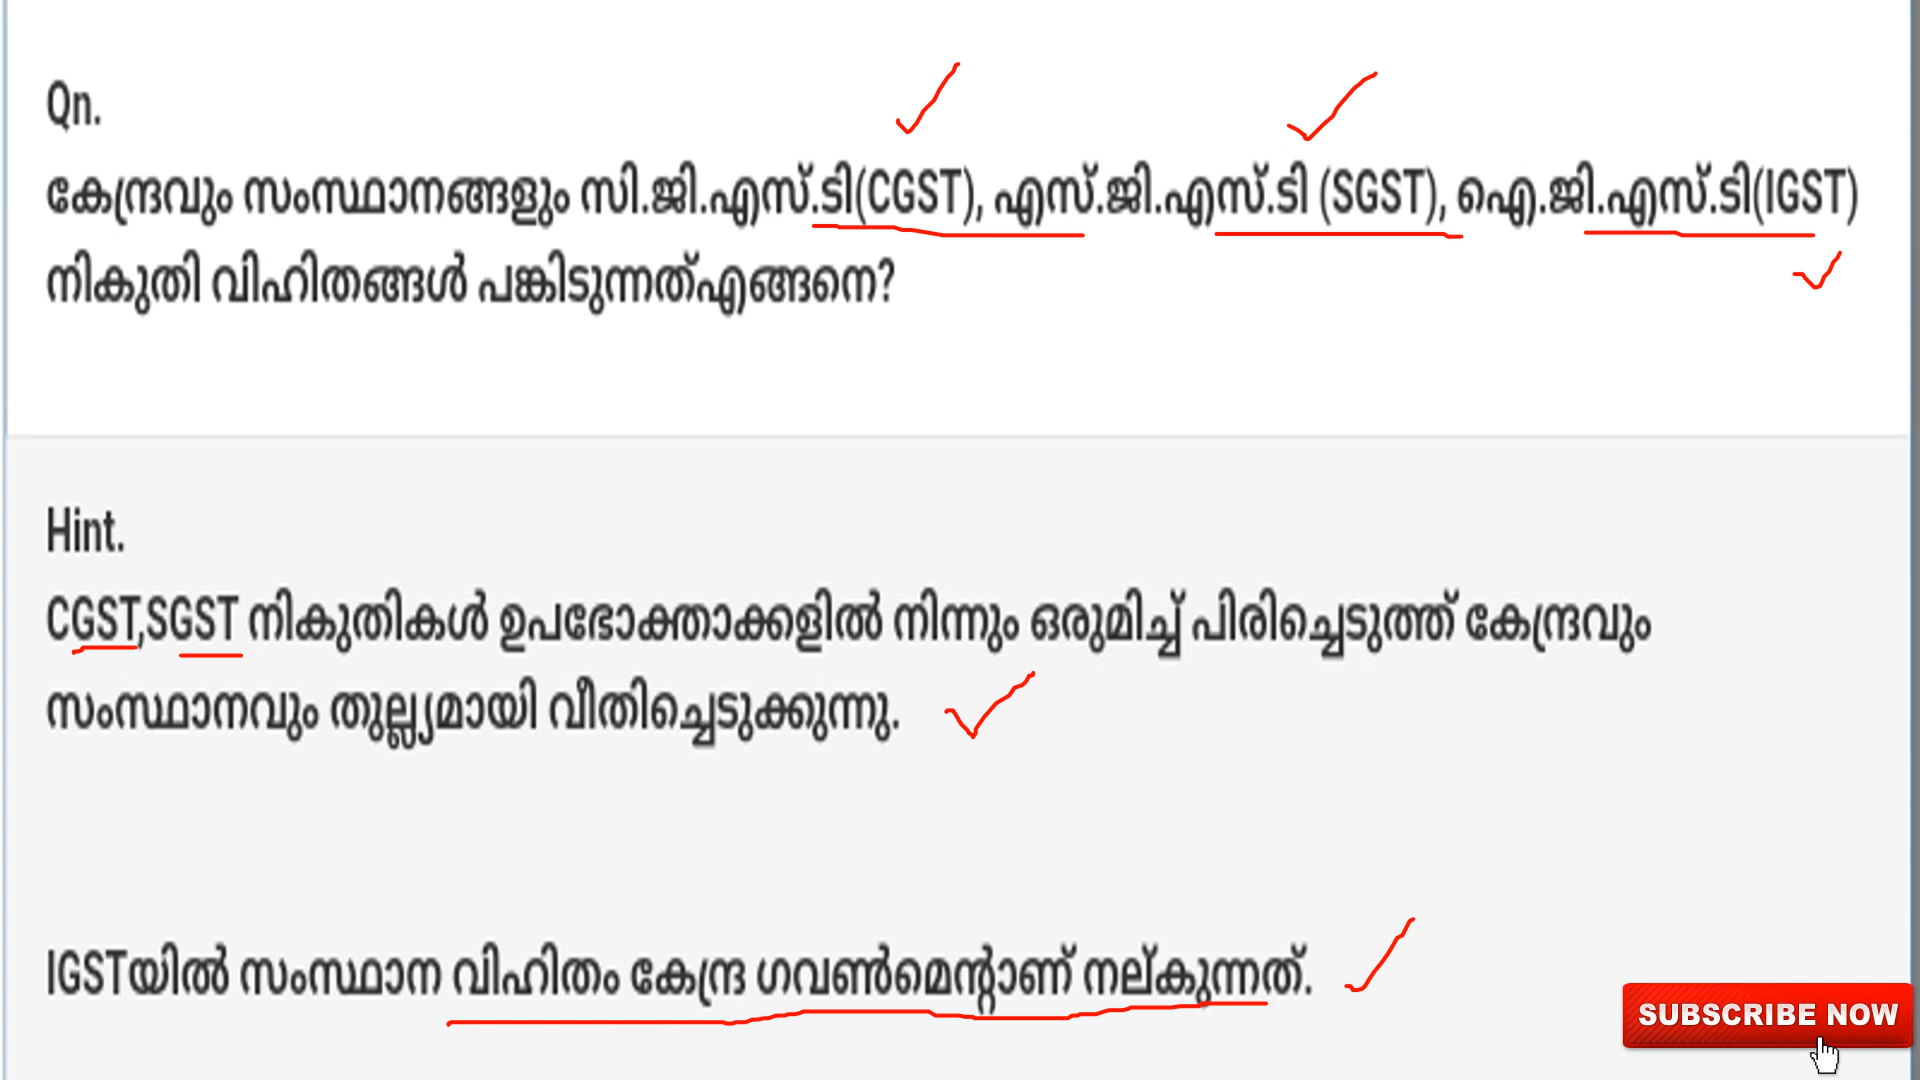 Qn.
കേന്ദ്രവും സംസ്ഥാനങ്ങളും സി.ജി.എസ്.ടി(CGST), എസ്.ജി.എസ്.ടി (SGST), ഐ.ജി.എസ്.ടി(IGST)
നികുതി വിഹിതങ്ങൾ പങ്കിടുന്നത്എങ്ങനെ?
Hint.
CGST,SGST നികുതികൾ ഉപഭോക്താക്കളിൽ നിന്നും ഒരുമിച്ച് പിരിച്ചെടുത്ത് കേന്ദ്രവും
സംസ്ഥാനവും തുല്ല്യമായി വീതിച്ചെടുക്കുന്നു.
IGSTയിൽ സംസ്ഥാന വിഹിതം കേന്ദ്ര ഗവൺമെന്റാണ് നല്കുന്നത്.
SUBSCRIBE NOW